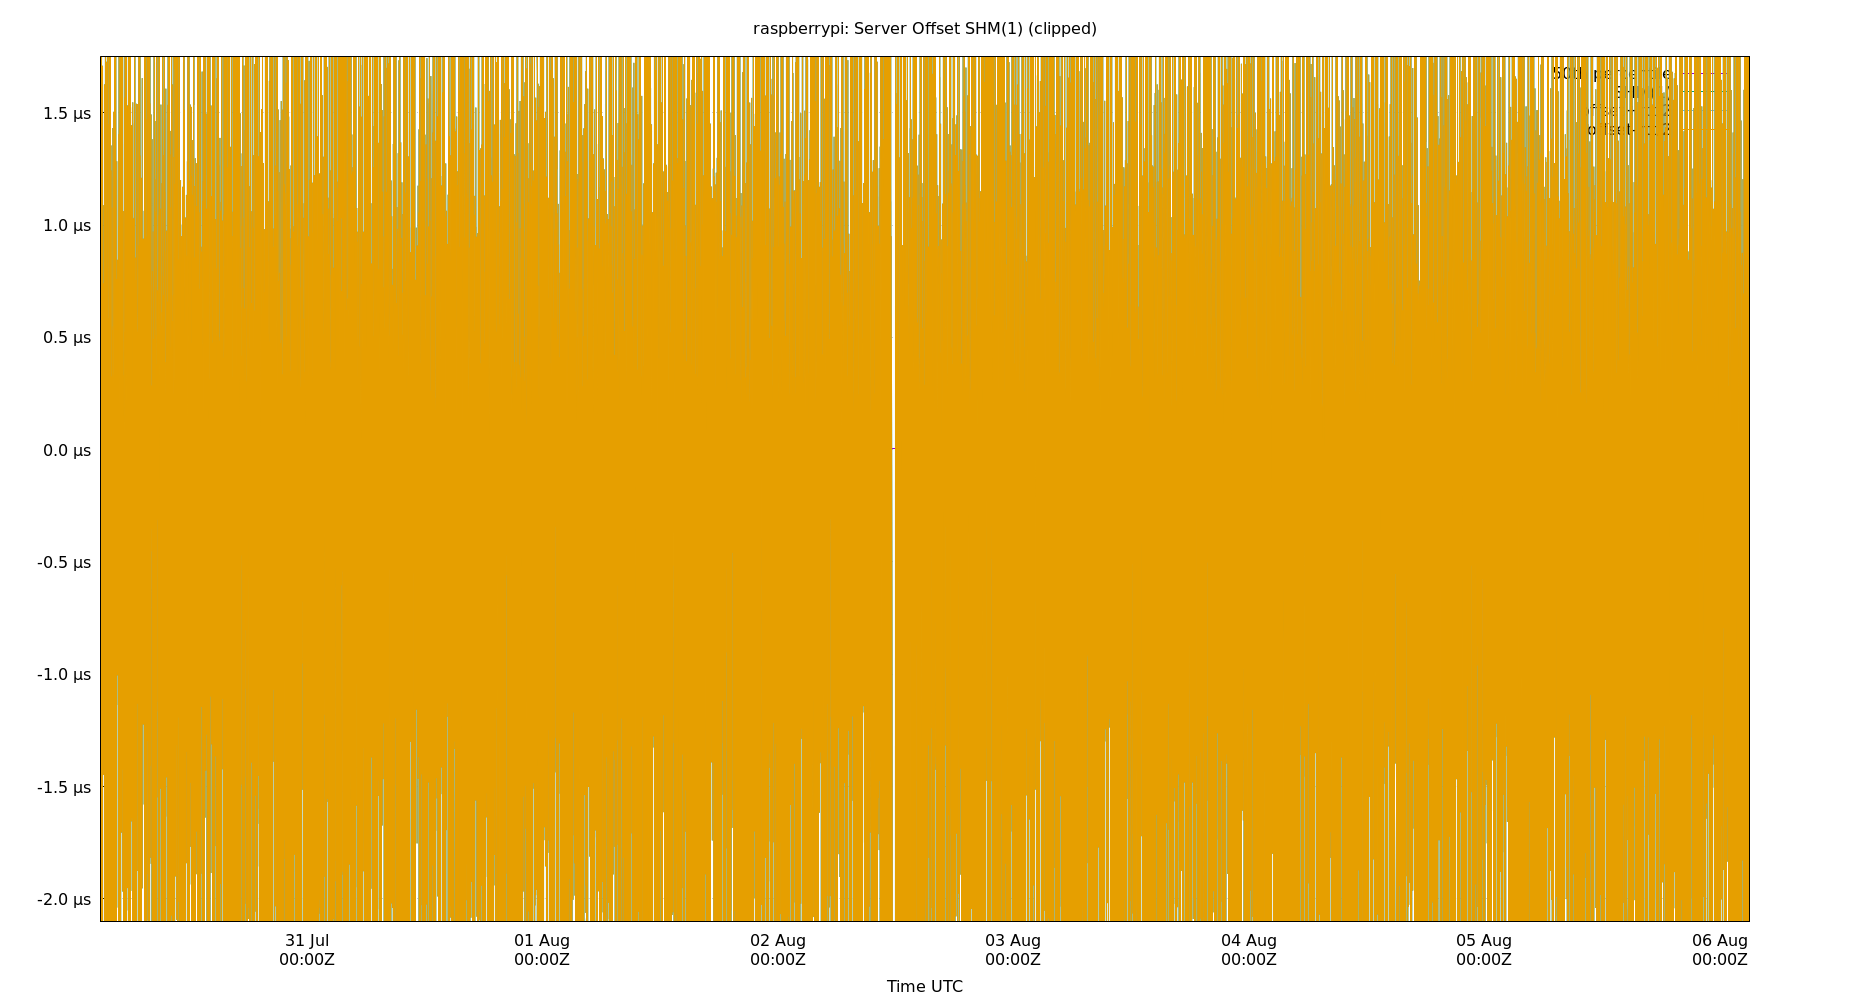 raspberrypi: Server Offset SHM(1) (clipped)
1.5 µs
1.0 µs
0.5 µs
0.0 µs
-0.5 µs
-1.0 µs
-1.5 µs
-2.0 µs
31 Jul 01 Aug 02 Aug 03 Aug 04 Aug 05 Aug 06 Aug
00:00Z 00:00Z 00:00Z 00:00Z 00:00Z 00:00Z 00:00Z
Time UTC